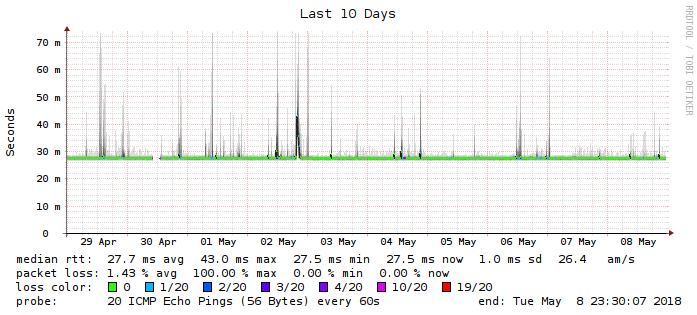 Last 10 Days
RRDTOOL / TOBI OETIKER
Seconds
70 m
60 m
50 m
40 m
30 m
20 m
10 m
0
29 Apr 30 Apr 01 May 02 May 03 May 04 May 05 May 06 May 07 May 08 May
median rtt: 27.7 ms avg 43.0 ms max 27.5 ms min 27.5 ms now 1.0 ms sd 26.4 am/s
packet loss: 1.43 % avg 100.00 % max 0.00 % min 0.00 % now
loss color: 0 1/20 2/20 3/20 4/20 10/20 19/20
probe: 20 ICMP Echo Pings (56 Bytes) every 60s end: Tue May 8 23:30:07 2018